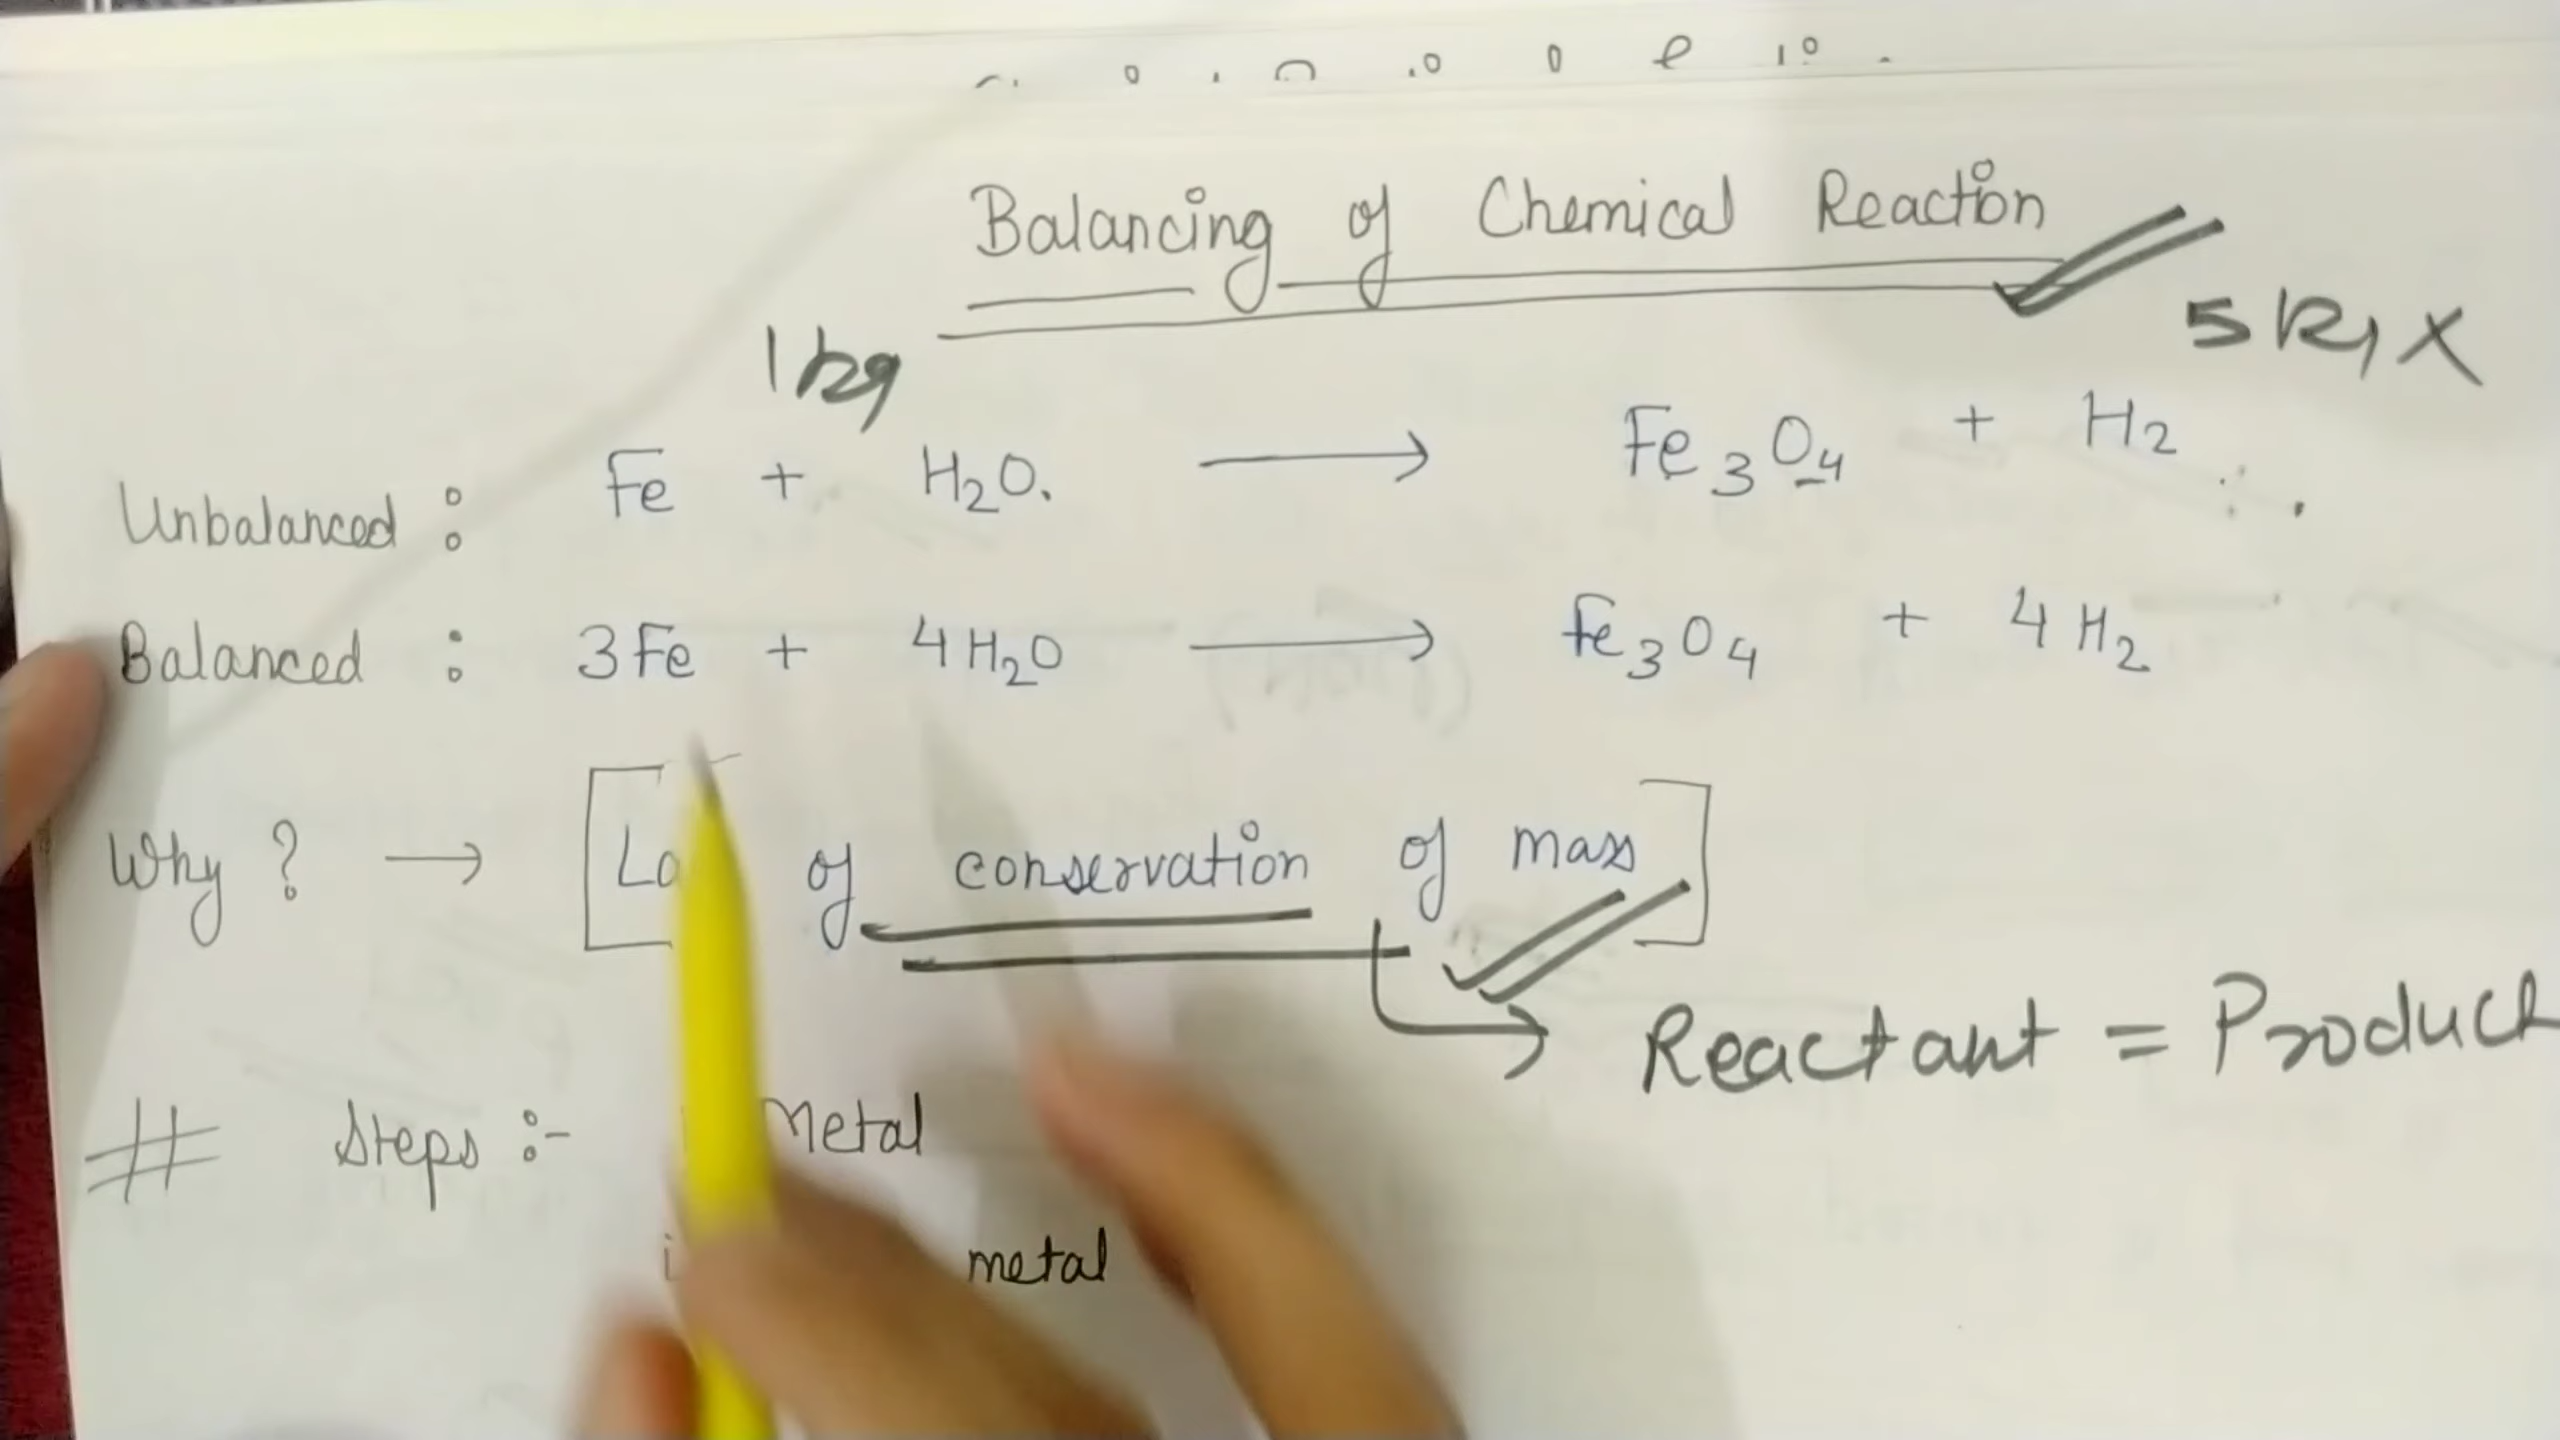 Balancing of Chemical Reaction
1kg
5kg X
Unbalanced : Fe + H2O. → Fe3O4 + H2
Balanced : 3Fe + 4H2O → Fe3O4 + 4H2
Why? → [ of conservation of mass]
Reactant = Product
# Steps :- Metal
metal